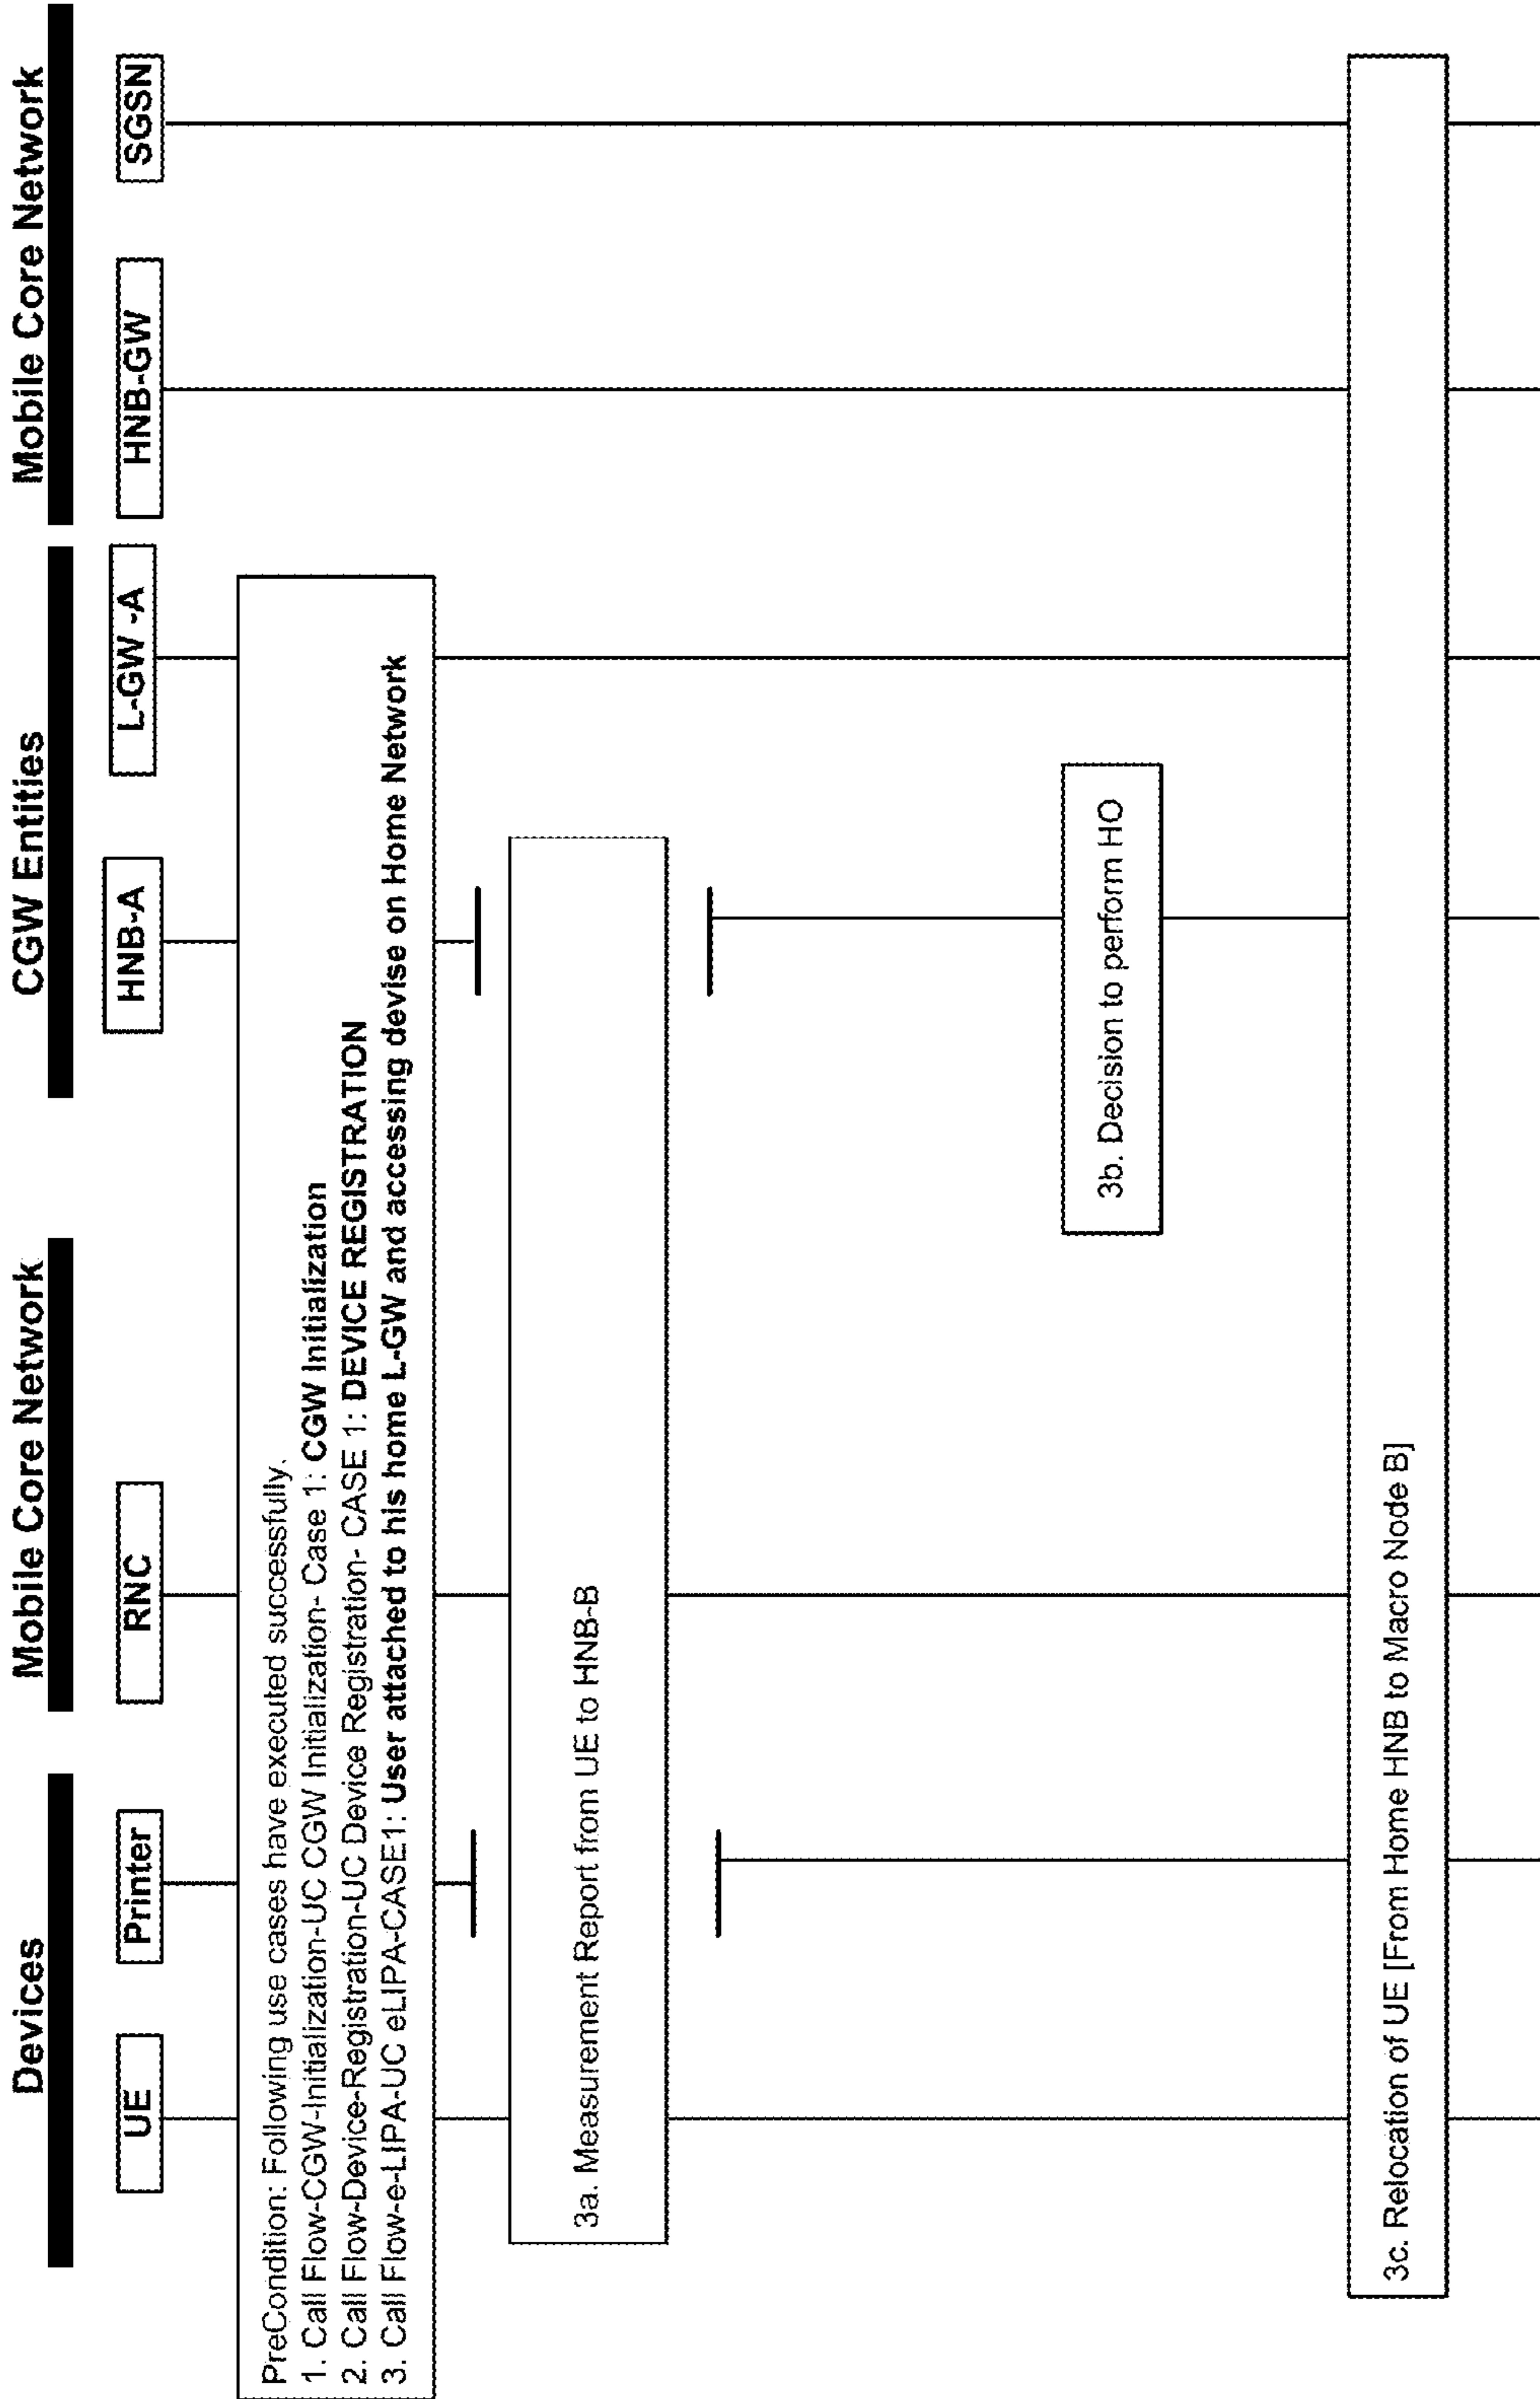 Devices
Mobile Core Network
CGW Entities
Mobile Core Network
UE
Printer
RNC
HNB-A
L-GW -A
HNB-GW
SGSN
PreCondition: Following use cases have executed successfully.
1. Call Flow-CGW-Initialization-UC CGW Initialization- Case 1: CGW Initialization
2. Call Flow-Device-Registration-UC Device Registration- CASE 1: DEVICE REGISTRATION
3. Call Flow-e-LIPA-UC eLIPA-CASE1: User attached to his home L-GW and accessing devise on Home Network
3a. Measurement Report from UE to HNB-B
3b. Decision to perform HO
3c. Relocation of UE [From Home HNB to Macro Node B]